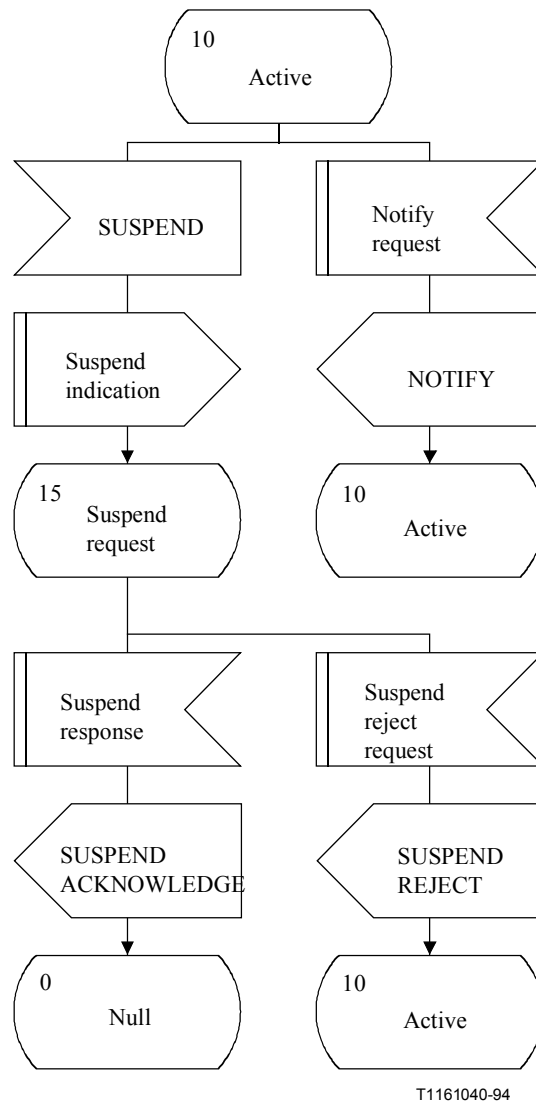 10
Active
SUSPEND
Notify
request
Suspend
indication
NOTIFY
15
Suspend
request
10
Active
Suspend
response
Suspend
reject
request
SUSPEND
ACKNOWLEDGE
SUSPEND
REJECT
0
Null
10
Active
T1161040-94